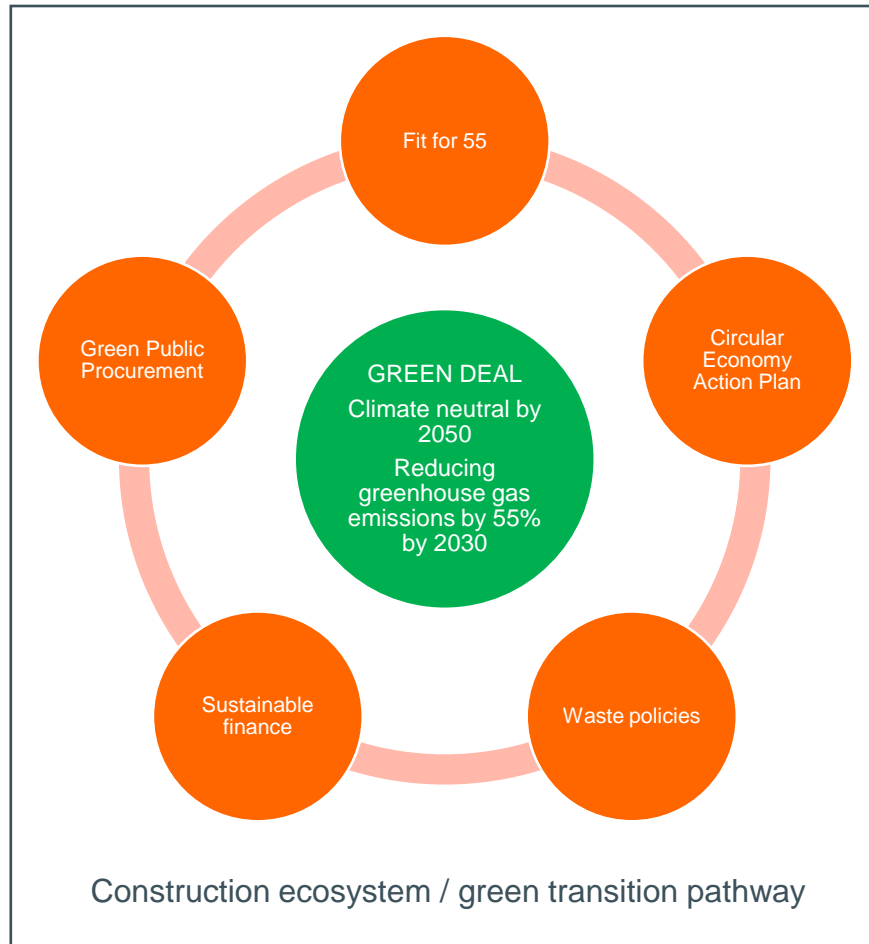 Fit for 55
Green Public
Procurement
Circular
Economy
Action Plan
GREEN DEAL
Climate neutral by
2050
Reducing
greenhouse gas
emissions by 55%
by 2030
Sustainable
finance
Waste policies
Construction ecosystem / green transition pathway